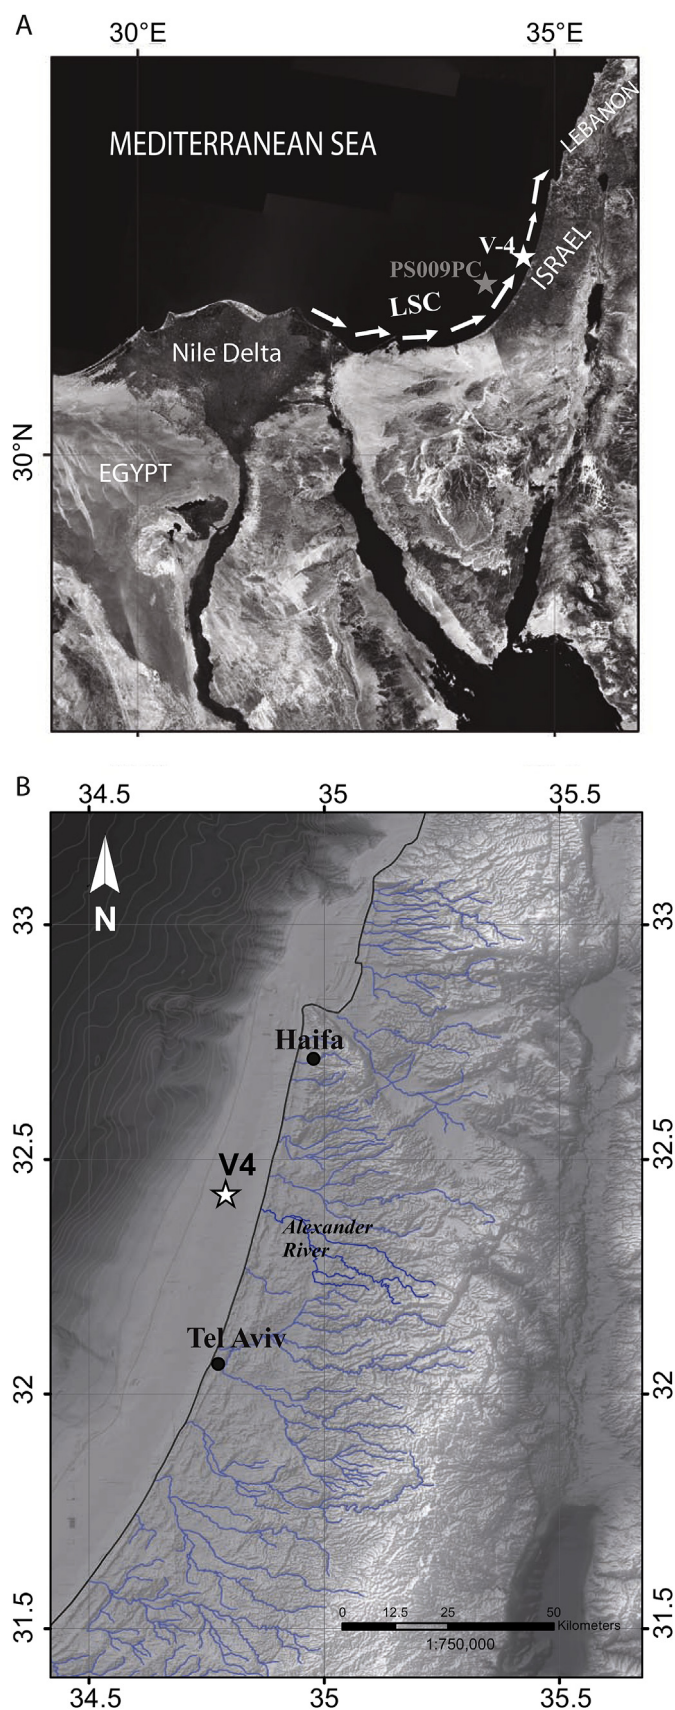 A
30°E 35°E
MEDITERRANEAN SEA
LEBANON
V-4
ISRAEL
PS009PC
LSC
Nile Delta
30°N
EGYPT
B
34.5 35 35.5
N
33 33
Haifa
32.5 32.5
V4
Alexander
River
Tel Aviv
32 32
31.5 31.5
0 12.5 25 50
Kilometers
1:750,000
34.5 35 35.5